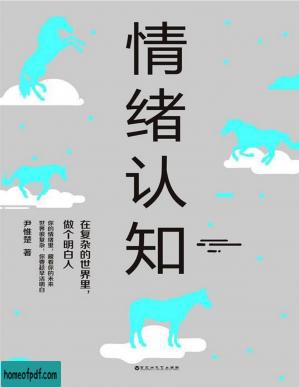 情绪认知
在复杂的世界里，
做个明白人
你的情绪里，藏着你的未来
世界很复杂，你要趁早活明白
尹惟楚 著
homeofpdf.com